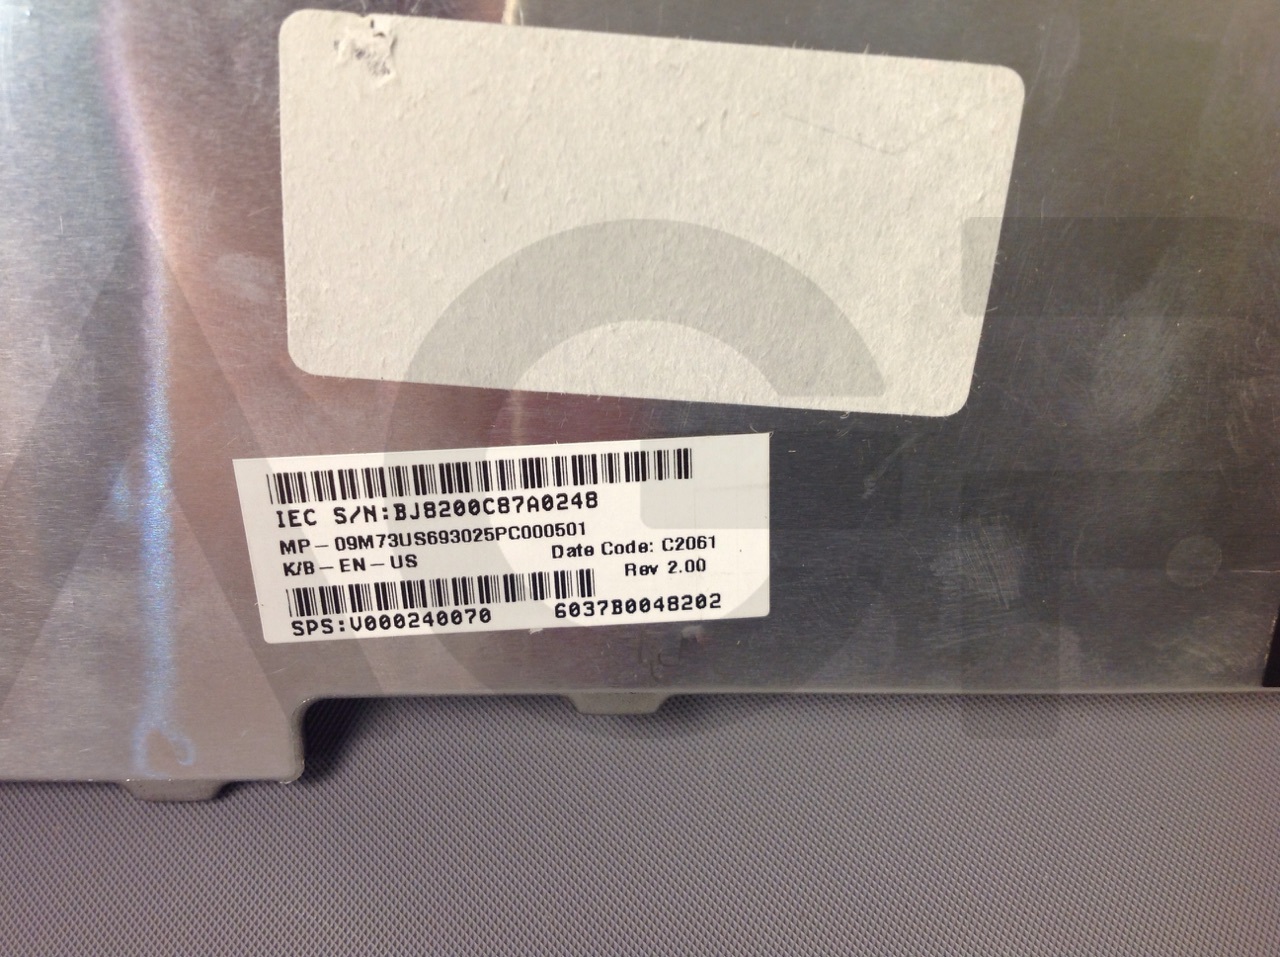 IEC S/N:BJ8200C87A0248
MP-09M73US693025PC000501
K/B-EN-US
Date Code: C2061
Rev 2.00
SPS:V000240070 6037B0048202